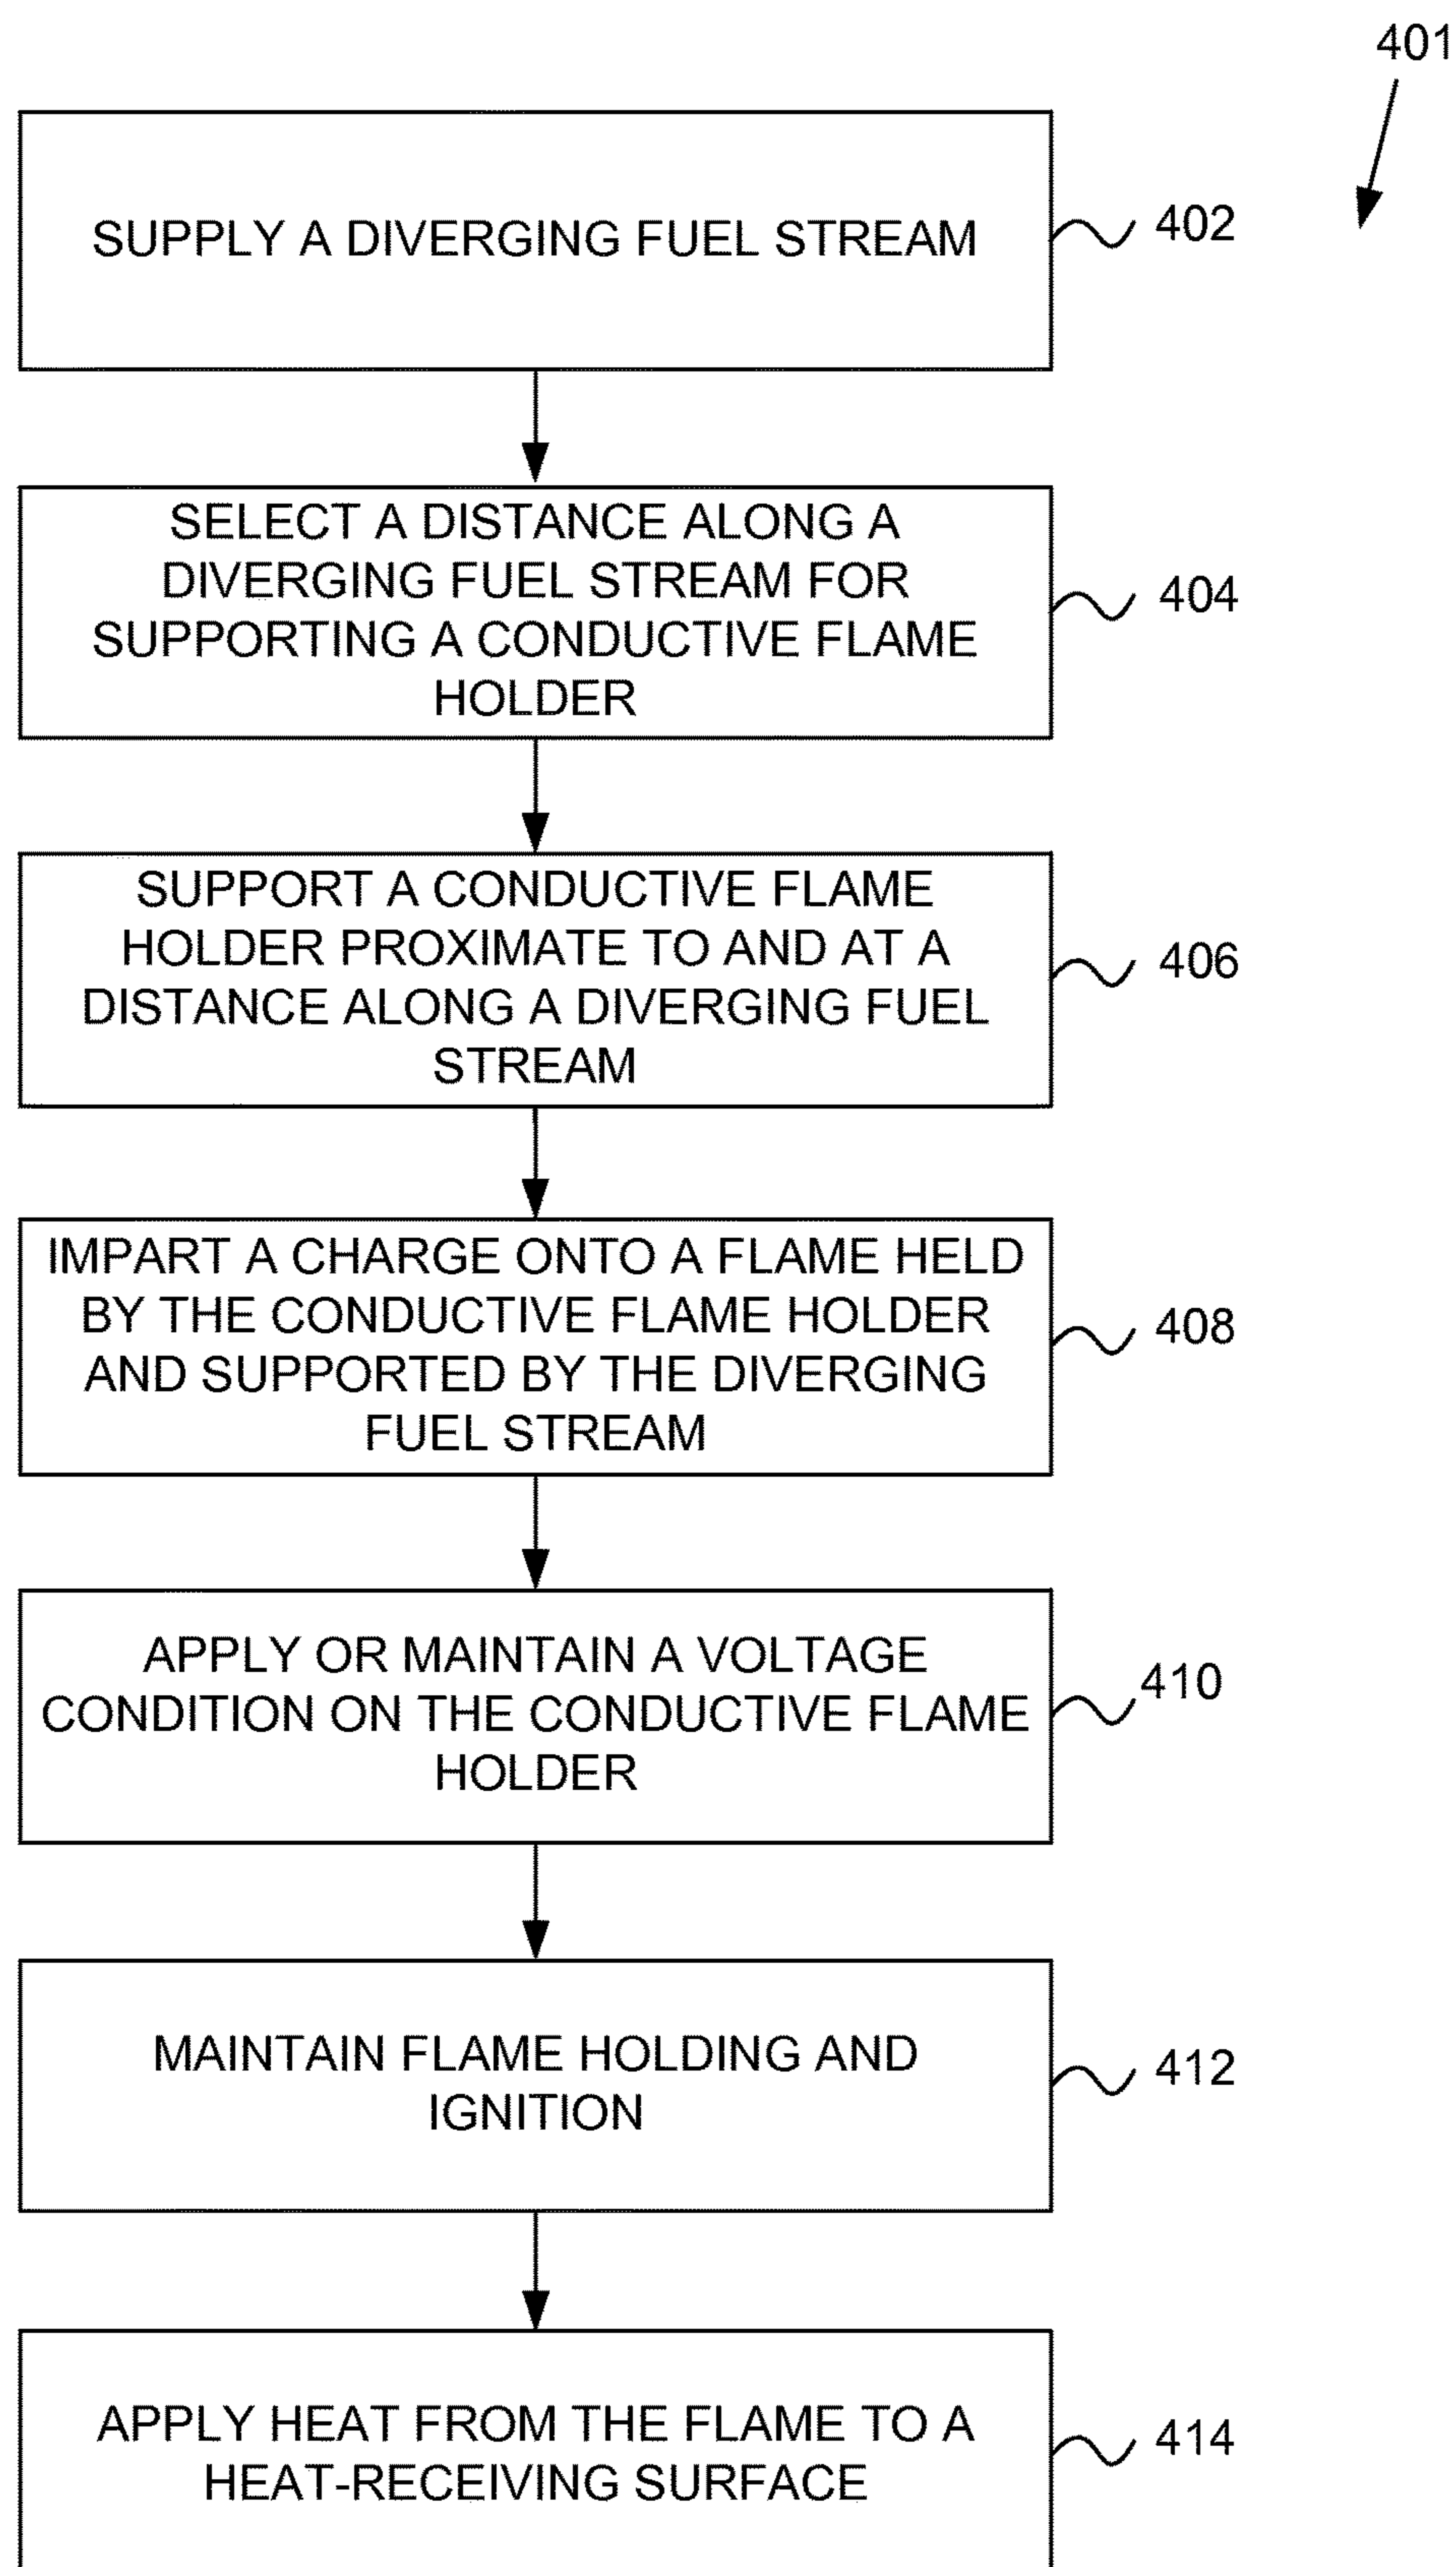 401
SUPPLY A DIVERGING FUEL STREAM
402
SELECT A DISTANCE ALONG A
DIVERGING FUEL STREAM FOR
SUPPORTING A CONDUCTIVE FLAME
HOLDER
404
SUPPORT A CONDUCTIVE FLAME
HOLDER PROXIMATE TO AND AT A
DISTANCE ALONG A DIVERGING FUEL
STREAM
406
IMPART A CHARGE ONTO A FLAME HELD
BY THE CONDUCTIVE FLAME HOLDER
AND SUPPORTED BY THE DIVERGING
FUEL STREAM
408
APPLY OR MAINTAIN A VOLTAGE
CONDITION ON THE CONDUCTIVE FLAME
HOLDER
410
MAINTAIN FLAME HOLDING AND
IGNITION
412
APPLY HEAT FROM THE FLAME TO A
HEAT-RECEIVING SURFACE
414